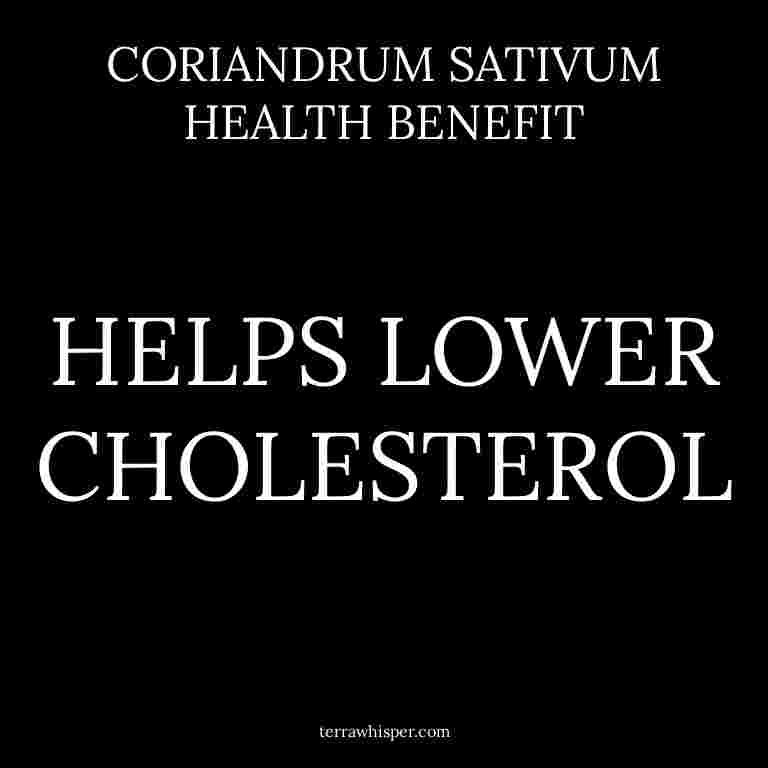 CORIANDRUM SATIVUM
HEALTH BENEFIT
HELPS LOWER
CHOLESTEROL
terrawhisper.com